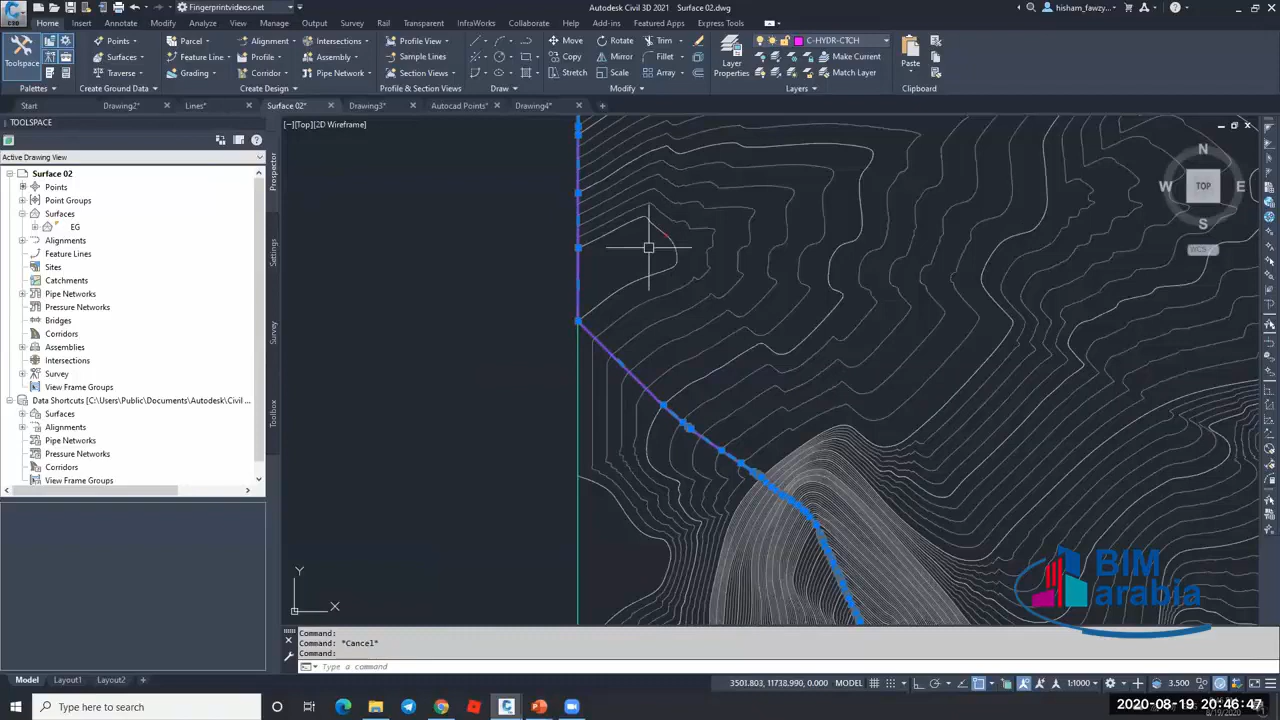 Fingerprintvideos.net
Autodesk Civil 3D 2021 Surface 02.dwg
hisham_fawzy...
Home Insert Annotate Modify Analyze View Manage Output Survey Rail Transparent InfraWorks Collaborate Help Add-ins Featured Apps Express Tools
C3D
Toolspace
Palettes
Points
Surfaces
Traverse
Create Ground Data
Parcel
Feature Line
Grading
Alignment
Profile
Corridor
Intersections
Assembly
Pipe Network
Create Design
Profile View
Sample Lines
Section Views
Profile & Section Views
Draw
Move Rotate Trim
Copy Mirror Fillet
Stretch Scale Array
Modify
Layer Properties
C-HYDR-CTCH
Make Current
Match Layer
Layers
Paste
Clipboard
Start Drawing2* Lines* Surface 02* Drawing3* Autocad Points* Drawing4*
TOOLSPACE
Active Drawing View
Surface 02
Points
Point Groups
Surfaces
EG
Alignments
Feature Lines
Sites
Catchments
Pipe Networks
Pressure Networks
Bridges
Corridors
Assemblies
Intersections
Survey
View Frame Groups
Data Shortcuts [C:\Users\Public\Documents\Autodesk\Civil ...
Surfaces
Alignments
Pipe Networks
Pressure Networks
Corridors
View Frame Groups
Prospector
Settings
Survey
Toolbox
[−][Top][2D Wireframe]
N
W TOP E
S
WCS
Y
X
BIM
arabia
Command:
Command: *Cancel*
Command:
Type a command
Model Layout1 Layout2
3501.803, 11738.990, 0.000 MODEL
1:1000
3.500
Type here to search
2020-08-19 20:46:47